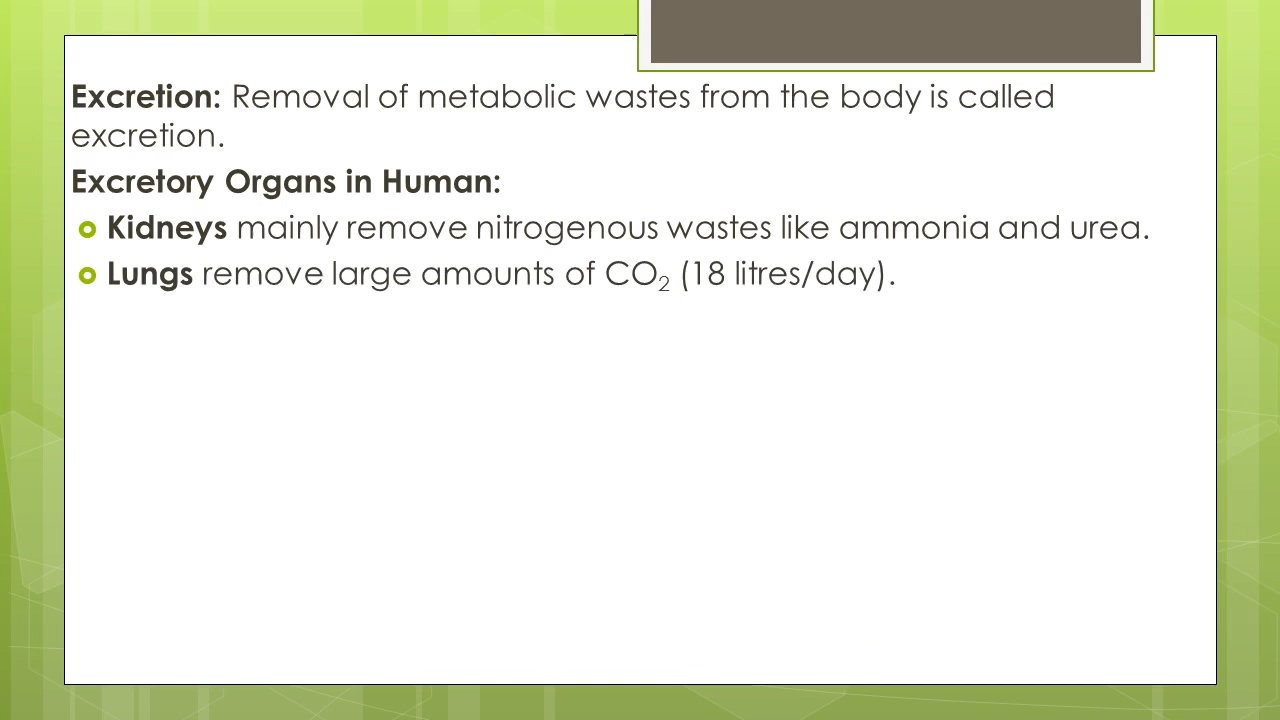 Excretion: Removal of metabolic wastes from the body is called
excretion.
Excretory Organs in Human:
Kidneys mainly remove nitrogenous wastes like ammonia and urea.
Lungs remove large amounts of CO₂ (18 litres/day).